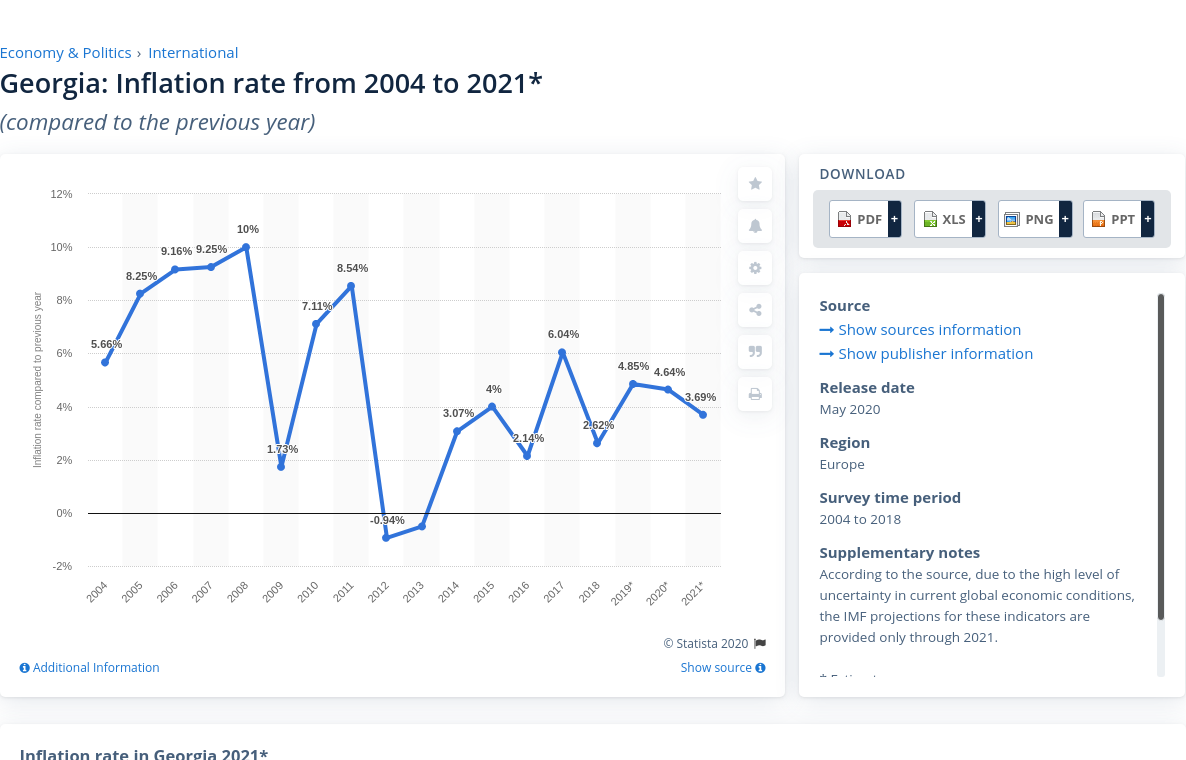 Economy & Politics › International
Georgia: Inflation rate from 2004 to 2021*
(compared to the previous year)
Inflation rate compared to previous year
12%
10%
8%
6%
4%
2%
0%
-2%
5.66%
8.25%
9.16%
9.25%
10%
1.73%
7.11%
8.54%
-0.94%
3.07%
4%
2.14%
6.04%
2.62%
4.85%
4.64%
3.69%
2004
2005
2006
2007
2008
2009
2010
2011
2012
2013
2014
2015
2016
2017
2018
2019*
2020*
2021*
© Statista 2020
Additional Information
Show source
DOWNLOAD
PDF +
XLS +
PNG +
PPT +
Source
Show sources information
Show publisher information
Release date
May 2020
Region
Europe
Survey time period
2004 to 2018
Supplementary notes
According to the source, due to the high level of
uncertainty in current global economic conditions,
the IMF projections for these indicators are
provided only through 2021.
Inflation rate in Georgia 2021*